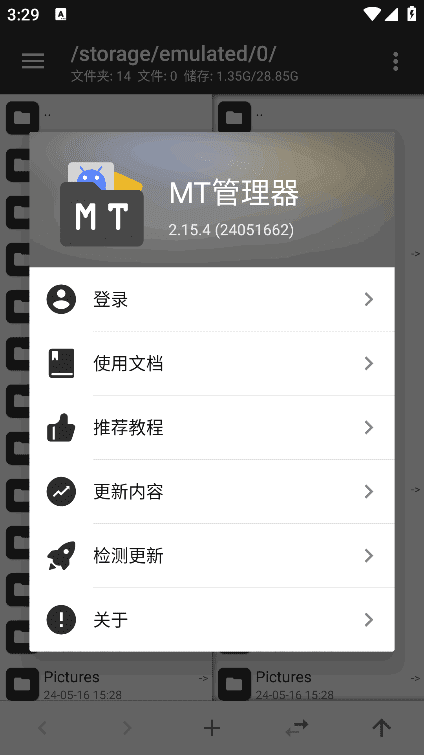 3:29
/storage/emulated/0/
文件夹: 14 文件: 0 储存: 1.35G/28.85G
..
..
MT
MT管理器
2.15.4 (24051662)
->
登录
使用文档
推荐教程
更新内容
->
检测更新
关于
Pictures
->
Pictures
->
24-05-16 15:28
24-05-16 15:28